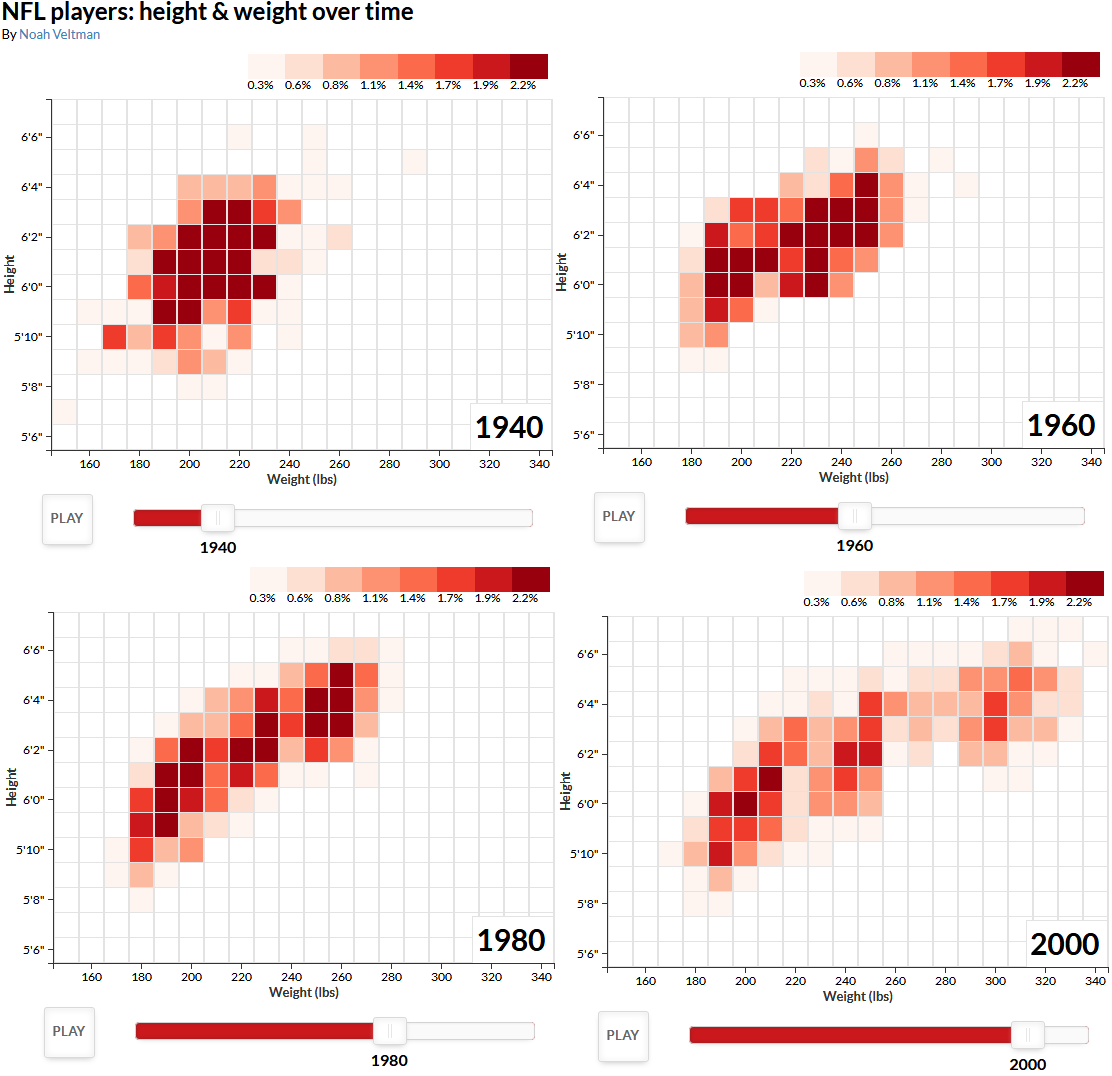 NFL players: height & weight over time
By Noah Veltman
0.3% 0.6% 0.8% 1.1% 1.4% 1.7% 1.9% 2.2%
6'6"
6'4"
6'2"
6'0"
5'10"
5'8"
5'6"
Height
1940
160 180 200 220 240 260 280 300 320 340
Weight (lbs)
PLAY
1940
0.3% 0.6% 0.8% 1.1% 1.4% 1.7% 1.9% 2.2%
6'6"
6'4"
6'2"
6'0"
5'10"
5'8"
5'6"
Height
1960
160 180 200 220 240 260 280 300 320 340
Weight (lbs)
PLAY
1960
0.3% 0.6% 0.8% 1.1% 1.4% 1.7% 1.9% 2.2%
6'6"
6'4"
6'2"
6'0"
5'10"
5'8"
5'6"
Height
1980
160 180 200 220 240 260 280 300 320 340
Weight (lbs)
PLAY
1980
0.3% 0.6% 0.8% 1.1% 1.4% 1.7% 1.9% 2.2%
6'6"
6'4"
6'2"
6'0"
5'10"
5'8"
5'6"
Height
2000
160 180 200 220 240 260 280 300 320 340
Weight (lbs)
PLAY
2000